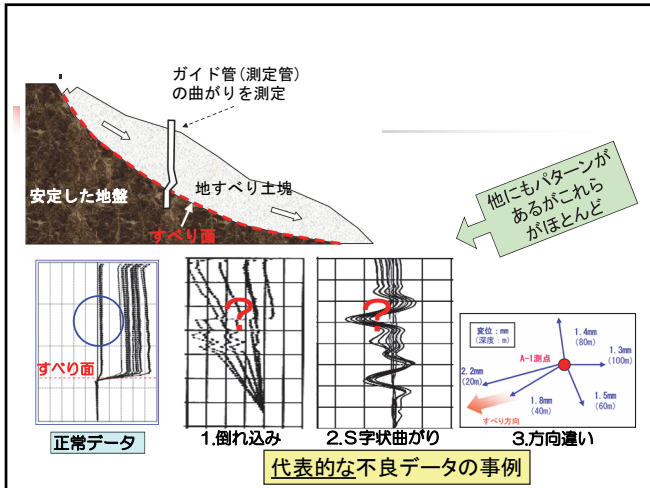 ガイド管(測定管)
の曲がりを測定
安定した地盤
地すべり土塊
すべり面
他にもパターンが
あるがこれら
がほとんど
すべり面
正常データ
?
1.倒れ込み
?
2.S字状曲がり
変位:mm
(深度:m)
A-1測点
1.4mm
(80m)
1.3mm
(100m)
2.2mm
(20m)
1.8mm
(40m)
1.5mm
(60m)
すべり方向
3.方向違い
代表的な不良データの事例